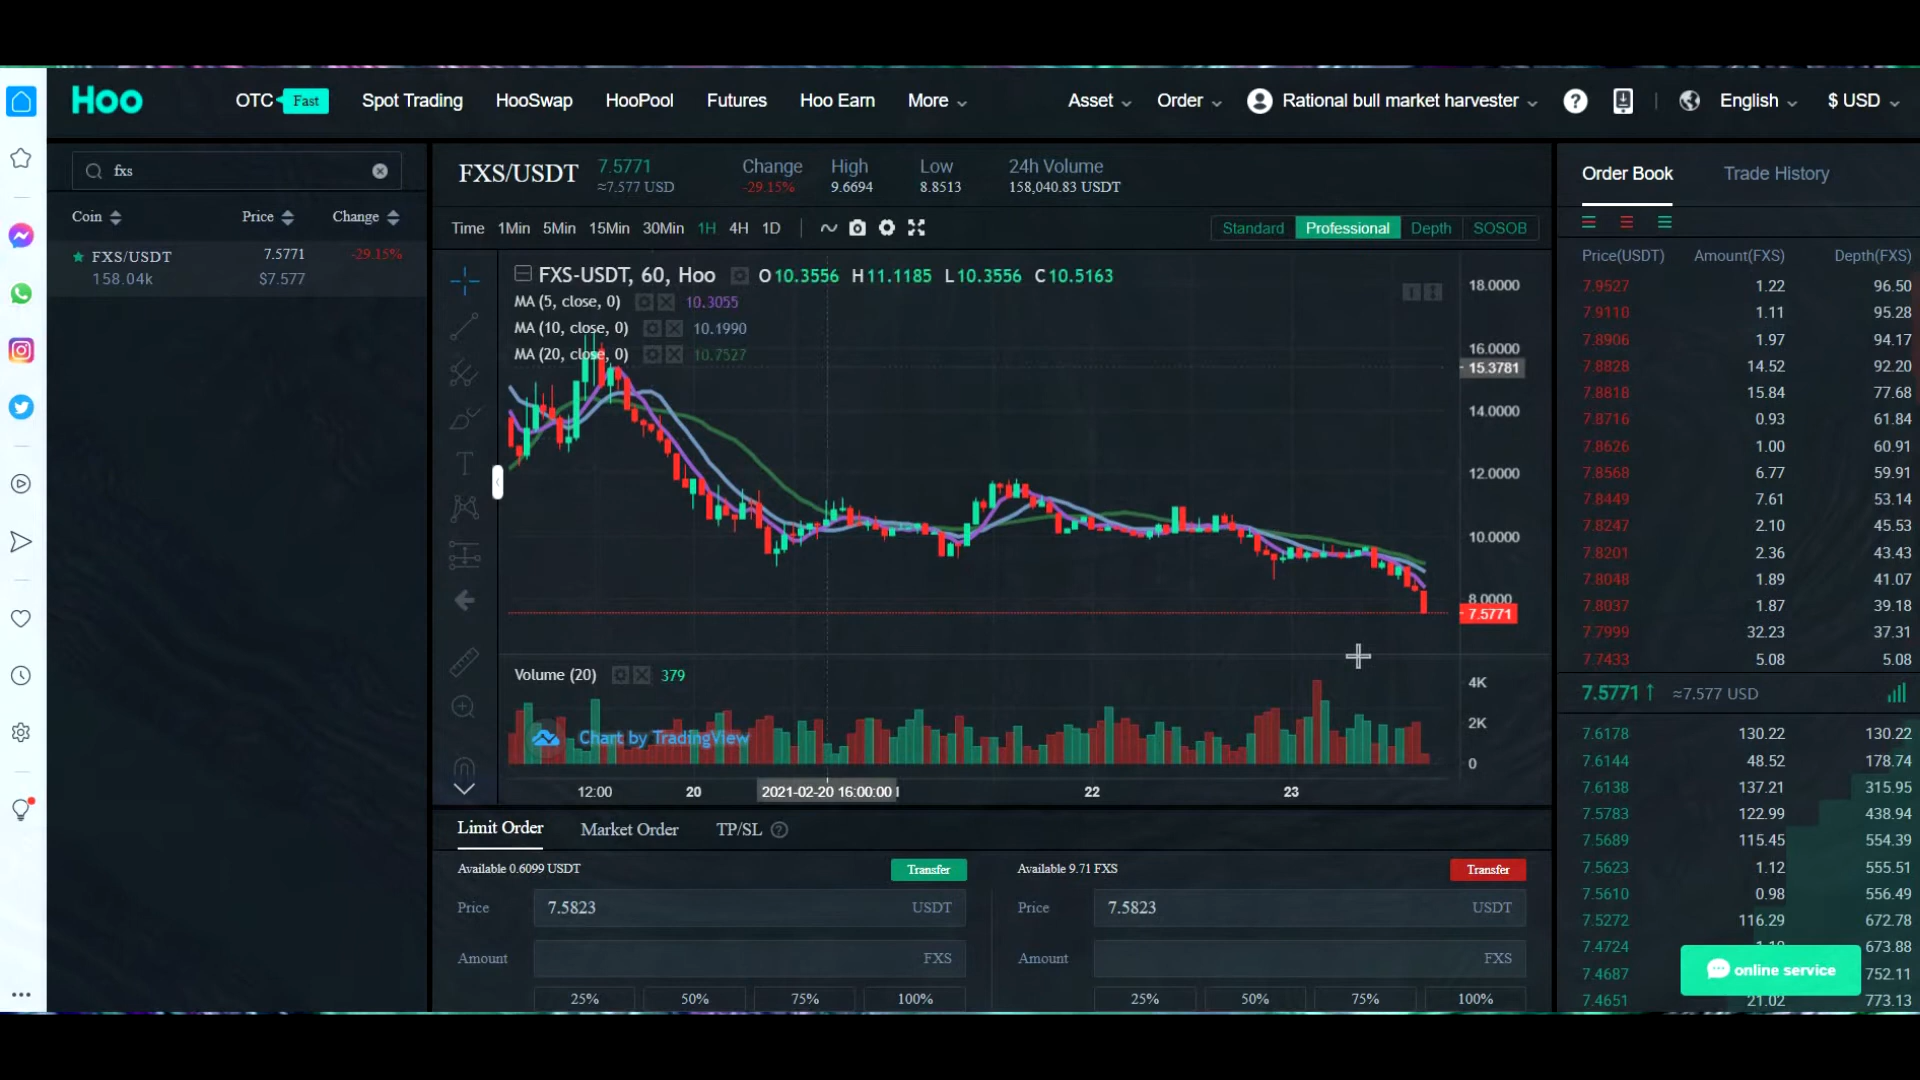 Hoo
OTC Fast Spot Trading HooSwap HooPool Futures Hoo Earn More Asset Order Rational bull market harvester ? English $ USD
fxs
Coin Price Change
FXS/USDT 7.5771 -29.15%
158.04k $7.577
FXS/USDT 7.5771 Change High Low 24h Volume
≈7.577 USD -29.15% 9.6694 8.8513 158,040.83 USDT
Time 1Min 5Min 15Min 30Min 1H 4H 1D Standard Professional Depth SOSOB
FXS-USDT, 60, Hoo O10.3556 H11.1185 L10.3556 C10.5163
MA (5, close, 0) 10.3055
MA (10, close, 0) 10.1990
MA (20, close, 0) 10.7527
18.0000
16.0000
15.3781
14.0000
12.0000
10.0000
8.0000
7.5771
Volume (20) 379
4K
2K
0
Chart by TradingView
12:00 20 2021-02-20 16:00:00 22 23
Limit Order Market Order TP/SL ?
Available 0.6099 USDT Transfer Available 9.71 FXS Transfer
Price 7.5823 USDT Price 7.5823 USDT
Amount FXS Amount FXS
25% 50% 75% 100% 25% 50% 75% 100%
Order Book Trade History
Price(USDT) Amount(FXS) Depth(FXS)
7.9527 1.22 96.50
7.9110 1.11 95.28
7.8906 1.97 94.17
7.8828 14.52 92.20
7.8818 15.84 77.68
7.8716 0.93 61.84
7.8626 1.00 60.91
7.8568 6.77 59.91
7.8449 7.61 53.14
7.8247 2.10 45.53
7.8201 2.36 43.43
7.8048 1.89 41.07
7.8037 1.87 39.18
7.7999 32.23 37.31
7.7433 5.08 5.08
7.5771 ↑ ≈7.577 USD
7.6178 130.22 130.22
7.6144 48.52 178.74
7.6138 137.21 315.95
7.5783 122.99 438.94
7.5689 115.45 554.39
7.5623 1.12 555.51
7.5610 0.98 556.49
7.5272 116.29 672.78
7.4724 673.88
7.4687 752.11
7.4651 21.02 773.13
online service